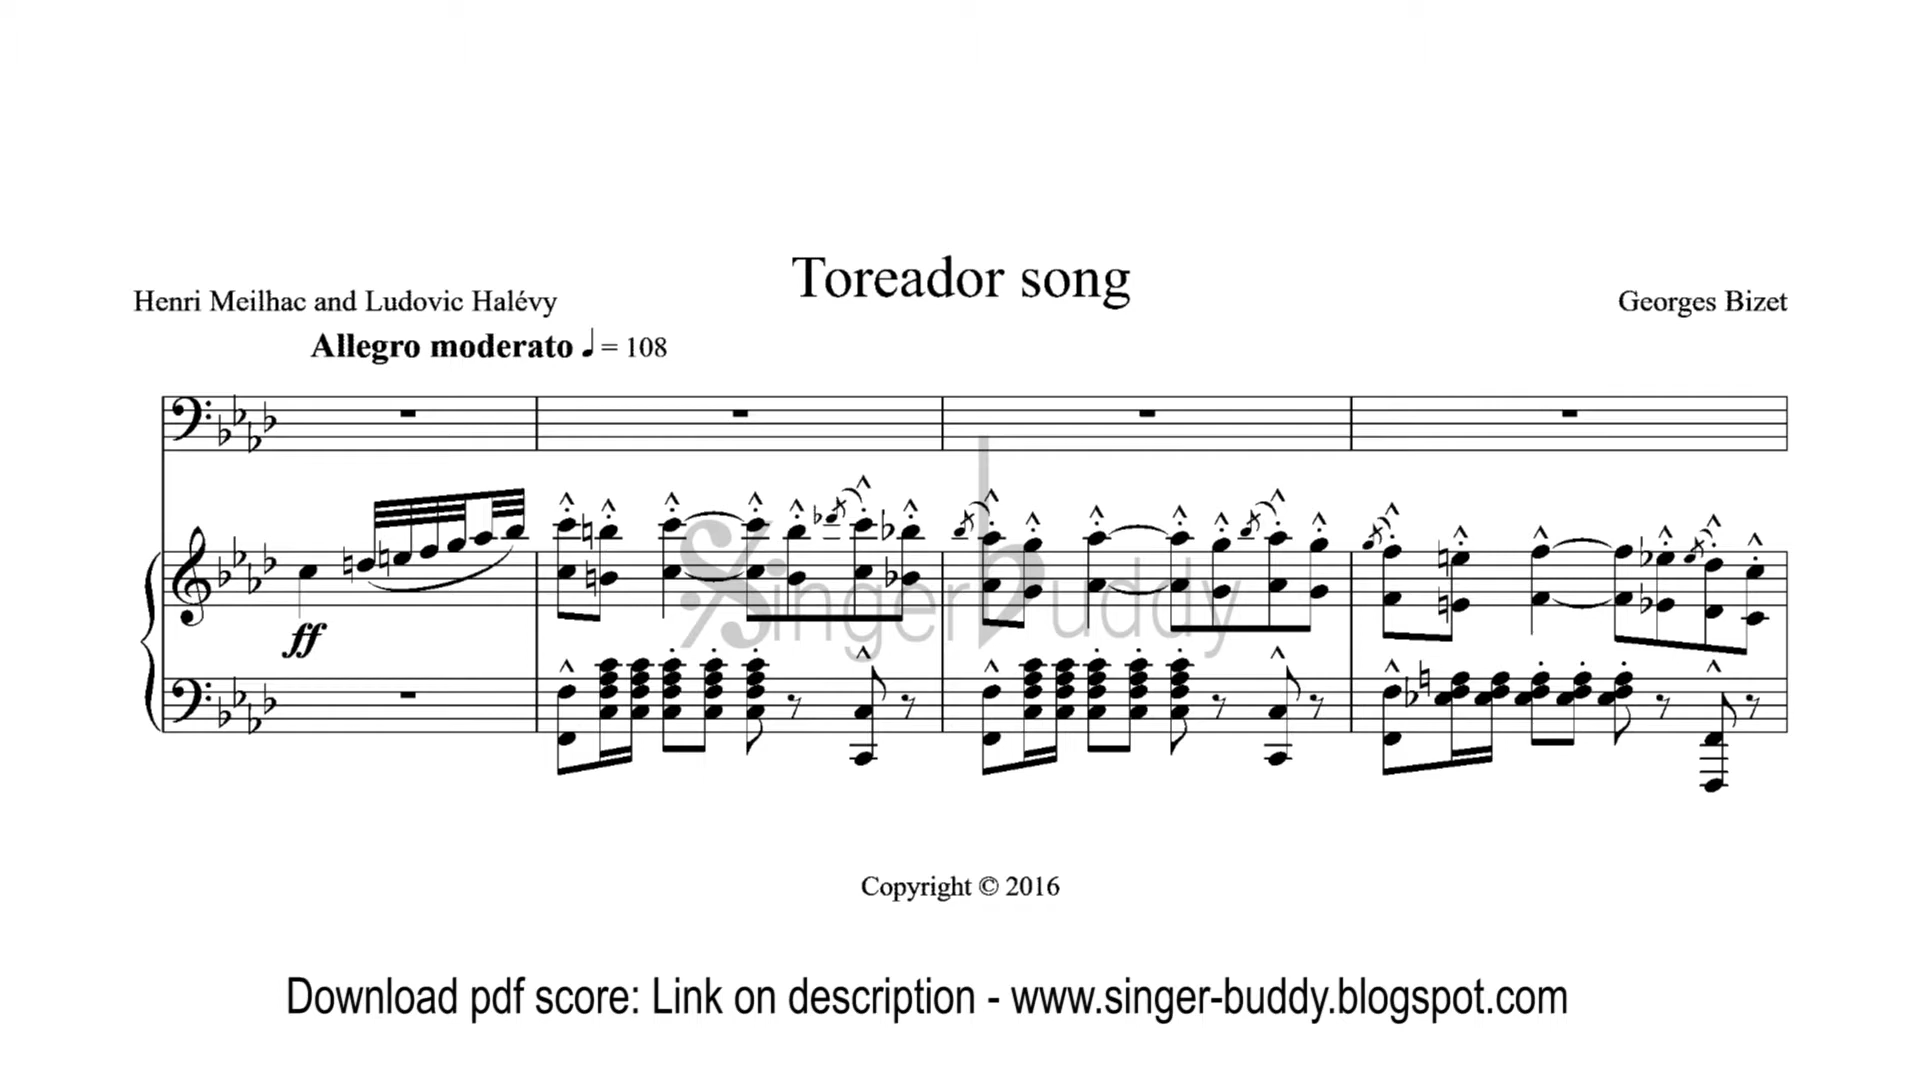 Toreador song
Henri Meilhac and Ludovic Halévy
Georges Bizet
Allegro moderato ♩ = 108
ff
Singerbuddy
Copyright © 2016
Download pdf score: Link on description - www.singer-buddy.blogspot.com